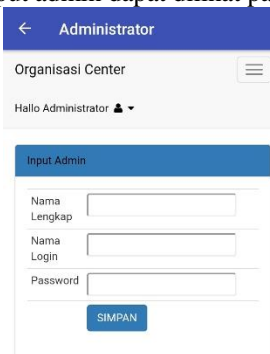 Administrator
Organisasi Center
Hallo Administrator
Input Admin
Nama
Lengkap
Nama
Login
Password
SIMPAN